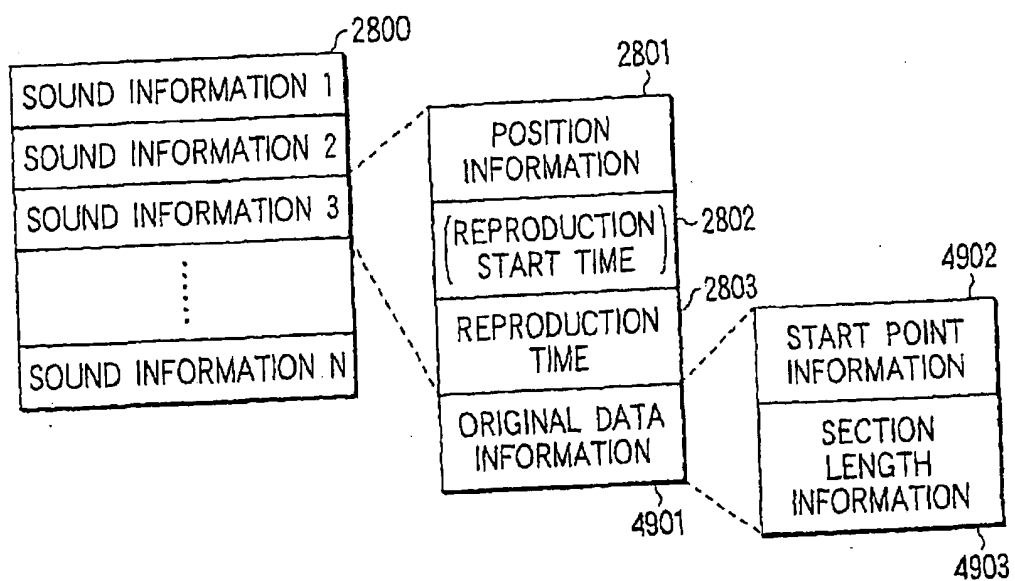 2800
SOUND INFORMATION 1
SOUND INFORMATION 2
SOUND INFORMATION 3
SOUND INFORMATION N
2801
POSITION
INFORMATION
(REPRODUCTION
START TIME)
2802
REPRODUCTION
TIME
2803
ORIGINAL DATA
INFORMATION
4901
4902
START POINT
INFORMATION
SECTION
LENGTH
INFORMATION
4903